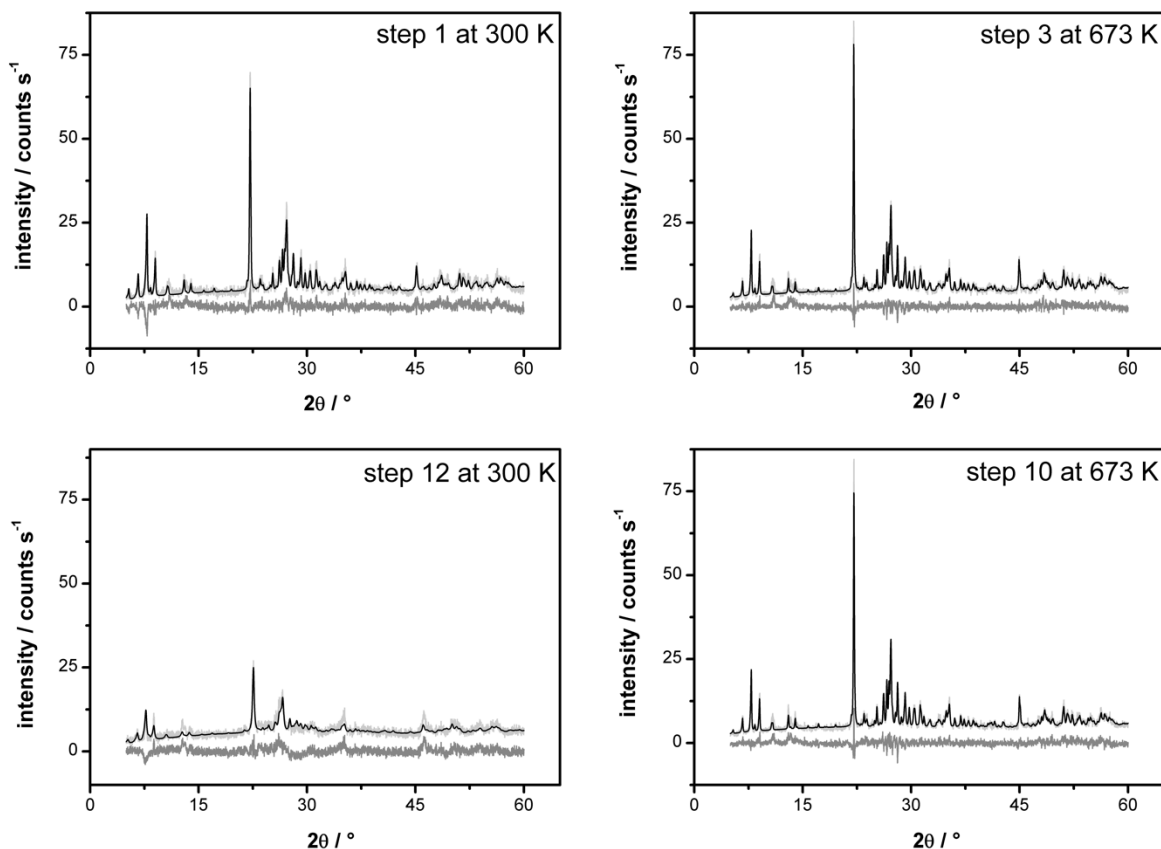 step 1 at 300 K
intensity / counts s⁻¹
75
50
25
0
0 15 30 45 60
2θ / °
step 3 at 673 K
intensity / counts s⁻¹
75
50
25
0
0 15 30 45 60
2θ / °
step 12 at 300 K
intensity / counts s⁻¹
75
50
25
0
0 15 30 45 60
2θ / °
step 10 at 673 K
intensity / counts s⁻¹
75
50
25
0
0 15 30 45 60
2θ / °